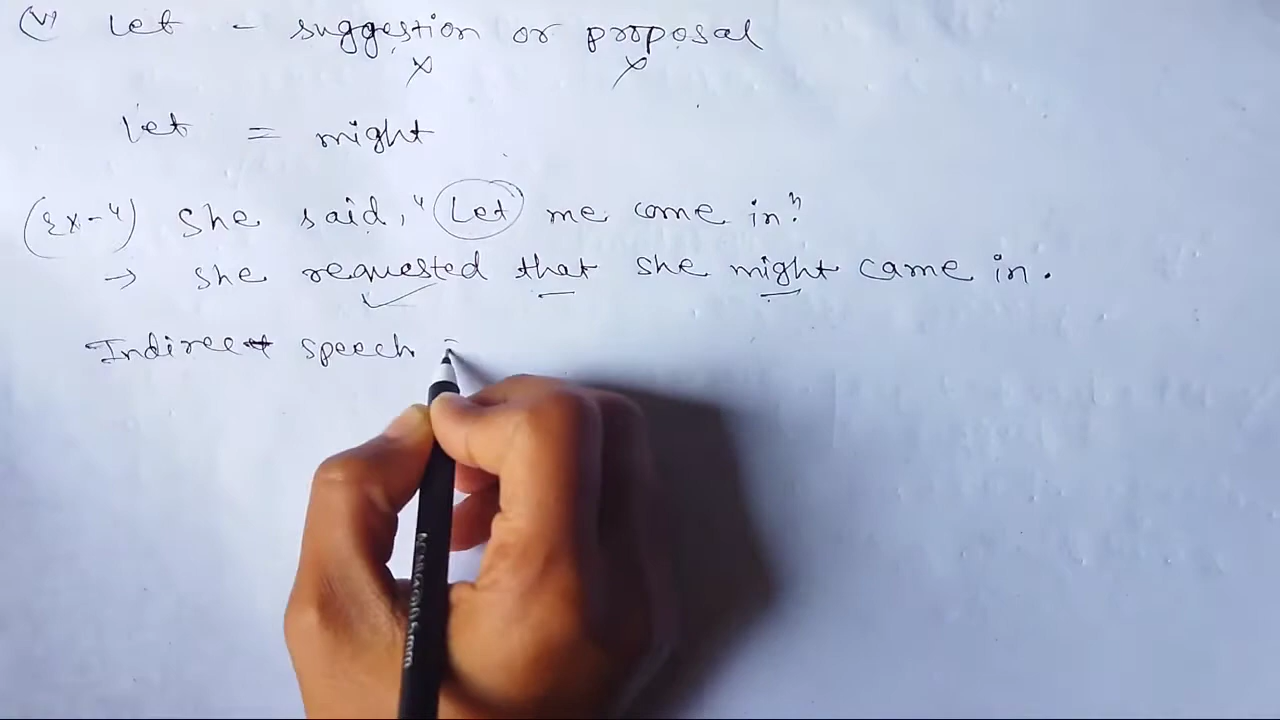 (v) Let - suggestion or proposal
x x
Let = might
(Ex-4) She said, "Let me come in"
→ She requested that she might came in.
Indirect speech =